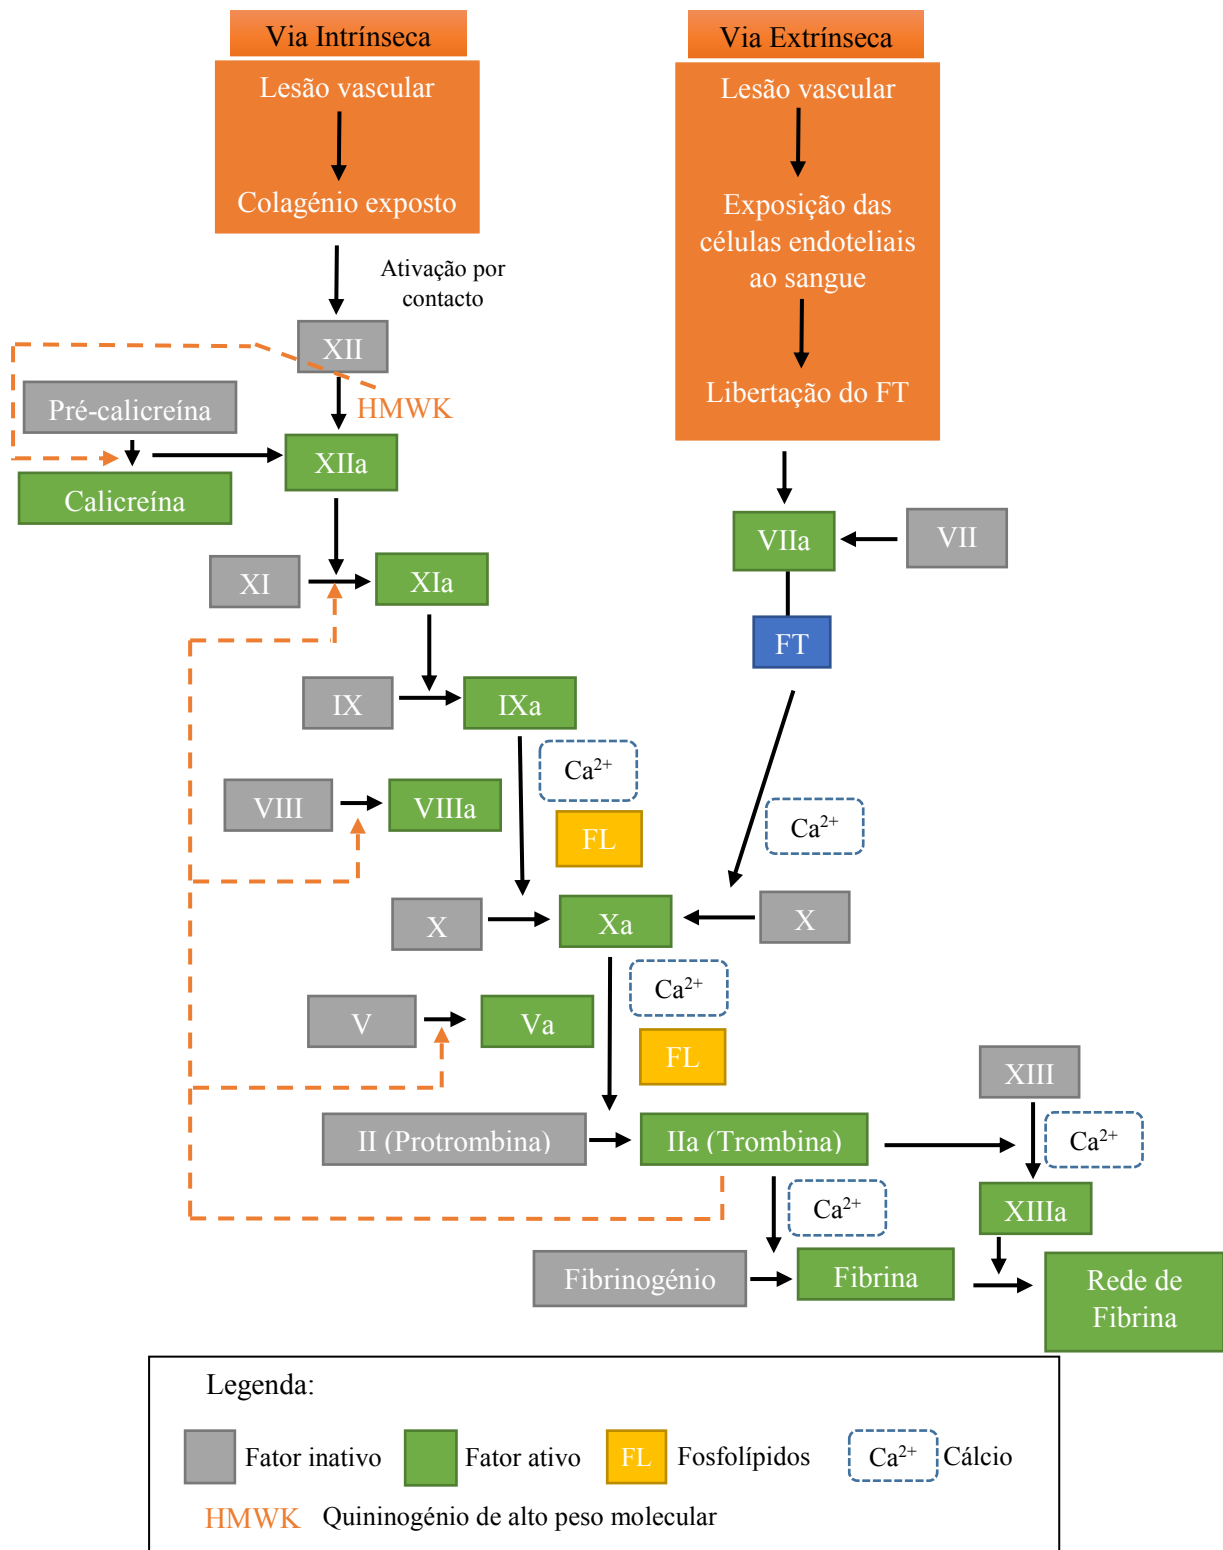 Via Intrínseca
Via Extrínseca
Lesão vascular
Colagénio exposto
Lesão vascular
Exposição das
células endoteliais
ao sangue
Libertação do FT
Ativação por
contacto
XII
HMWK
Pré-calicreína
Calicreína
XIIa
VIIa
VII
XI
XIa
FT
IX
IXa
Ca²⁺
VIII
VIIIa
FL
Ca²⁺
X
Xa
X
Ca²⁺
V
Va
FL
XIII
II (Protrombina)
IIa (Trombina)
Ca²⁺
Ca²⁺
XIIIa
Fibrinogénio
Fibrina
Rede de
Fibrina
Legenda:
Fator inativo
Fator ativo
FL Fosfolípidos
Ca²⁺ Cálcio
HMWK Quininogénio de alto peso molecular